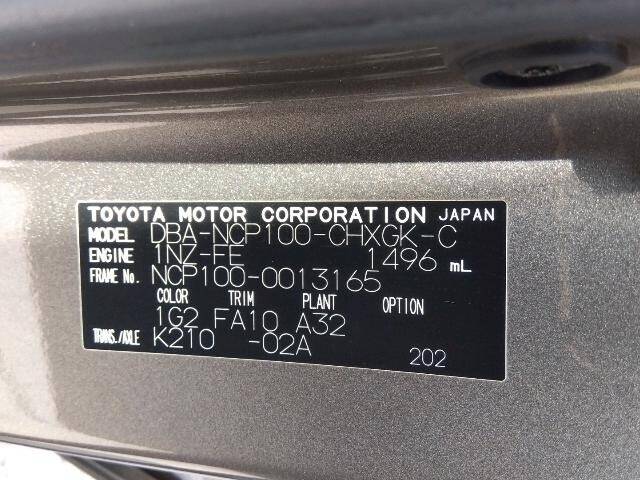 TOYOTA MOTOR CORPORATION JAPAN
MODEL DBA-NCP100-CHXGK-C
ENGINE 1NZ-FE 1496 mL
FRAME No. NCP100-0013165
COLOR TRIM PLANT OPTION
1G2 FA10 A32
TRANS./AXLE K210 -02A 202